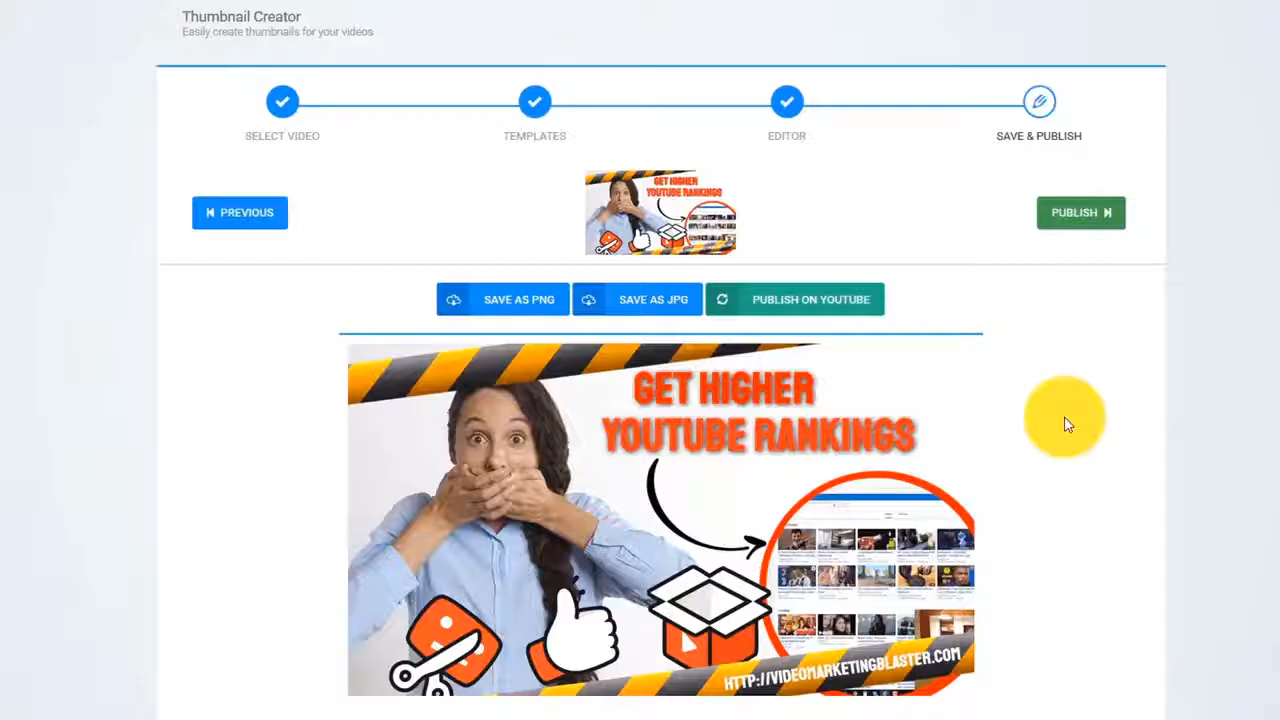 Thumbnail Creator
Easily create thumbnails for your videos
SELECT VIDEO
TEMPLATES
EDITOR
SAVE & PUBLISH
PREVIOUS
GET HIGHER
YOUTUBE RANKINGS
PUBLISH
SAVE AS PNG
SAVE AS JPG
PUBLISH ON YOUTUBE
GET HIGHER
YOUTUBE RANKINGS
HTTP://VIDEOMARKETINGBLASTER.COM